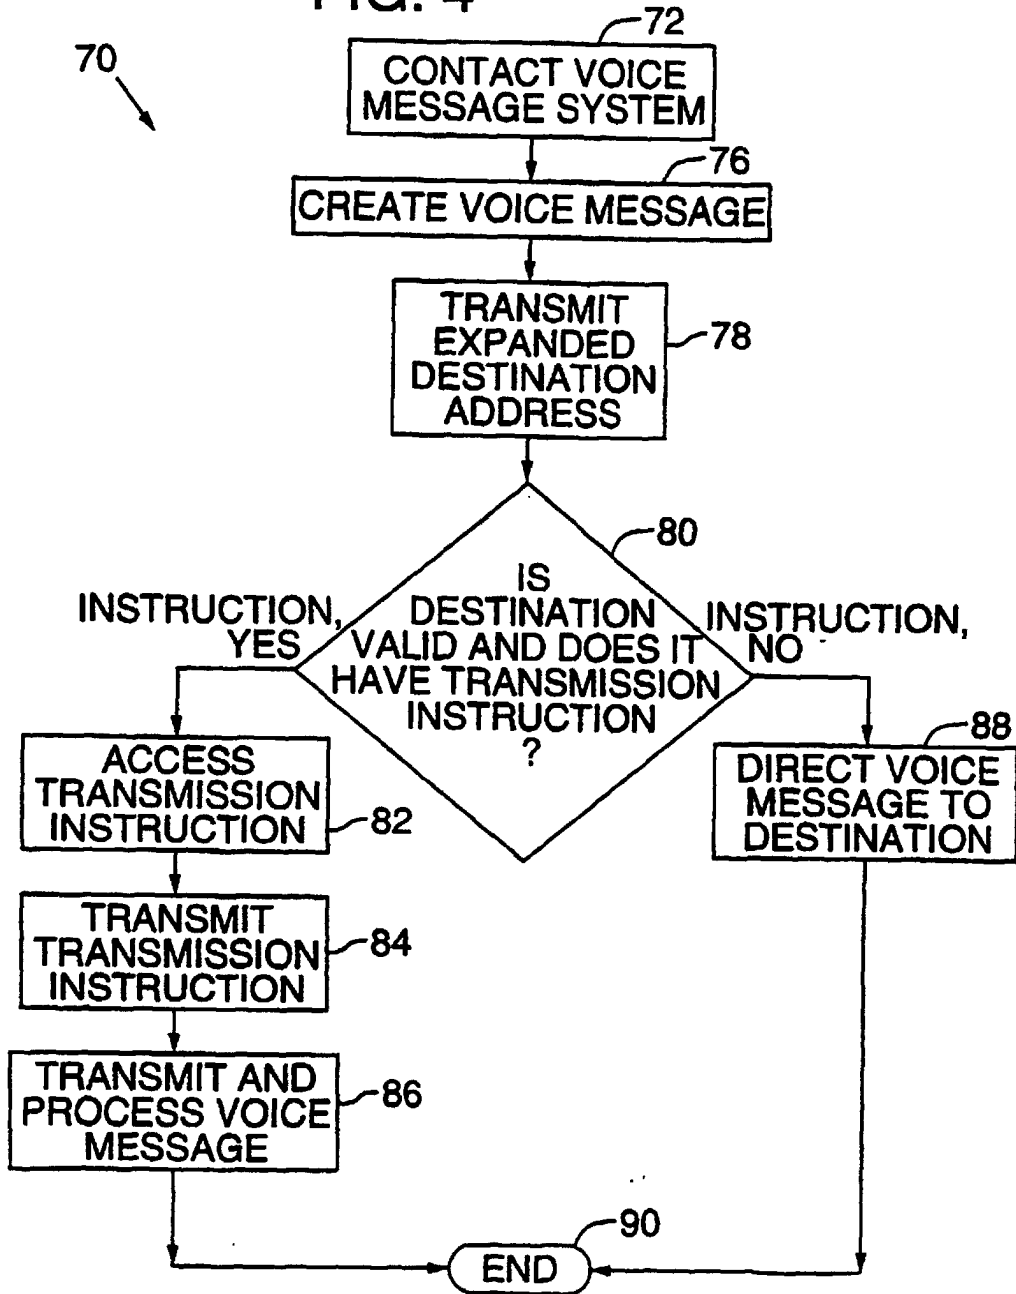 FIG. 4
70
72
CONTACT VOICE
MESSAGE SYSTEM
76
CREATE VOICE MESSAGE
TRANSMIT
EXPANDED
DESTINATION
ADDRESS
78
80
IS
DESTINATION
VALID AND DOES IT
HAVE TRANSMISSION
INSTRUCTION
?
INSTRUCTION,
YES
INSTRUCTION,
NO
ACCESS
TRANSMISSION
INSTRUCTION
82
88
DIRECT VOICE
MESSAGE TO
DESTINATION
TRANSMIT
TRANSMISSION
INSTRUCTION
84
TRANSMIT AND
PROCESS VOICE
MESSAGE
86
90
END